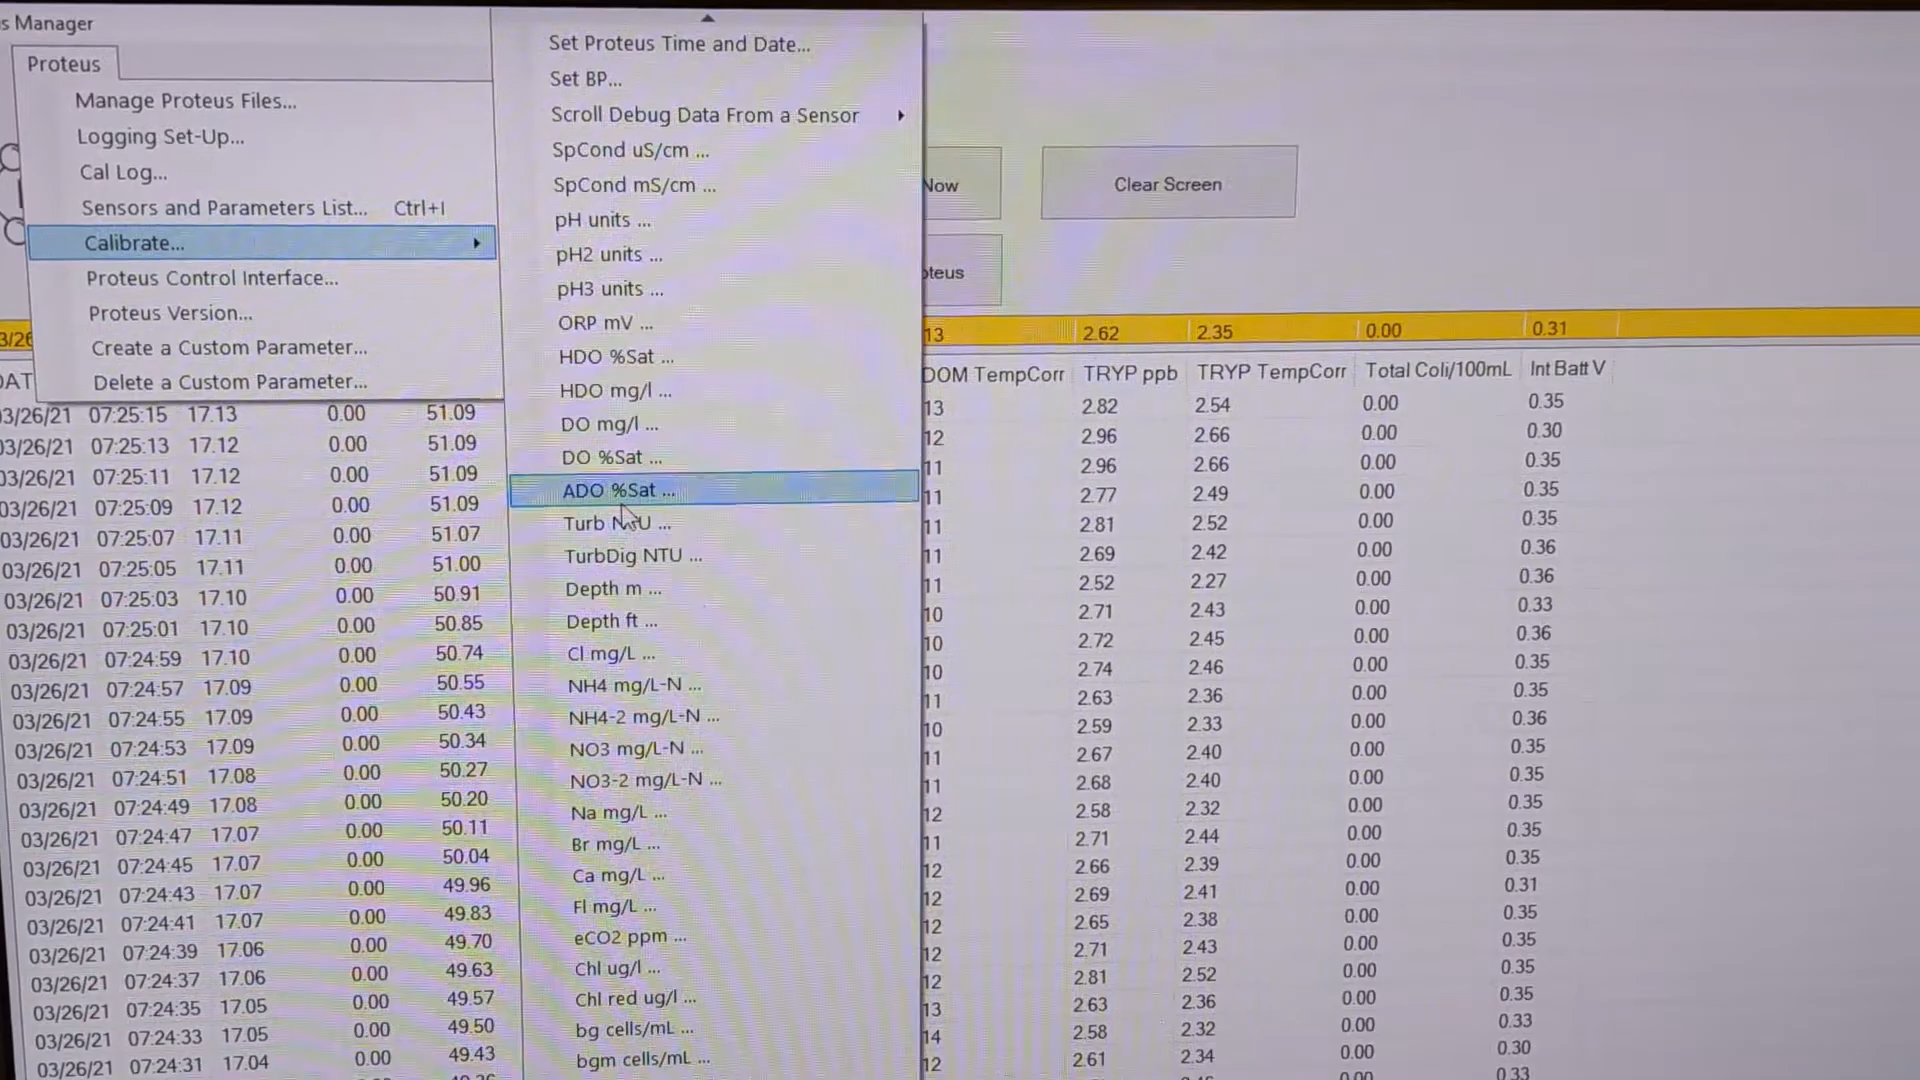 s Manager
Proteus
Manage Proteus Files...
Logging Set-Up...
Cal Log...
Sensors and Parameters List... Ctrl+I
Calibrate...
Proteus Control Interface...
Proteus Version...
Create a Custom Parameter...
Delete a Custom Parameter...
Set Proteus Time and Date...
Set BP...
Scroll Debug Data From a Sensor
SpCond uS/cm ...
SpCond mS/cm ...
pH units ...
pH2 units ...
pH3 units ...
ORP mV ...
HDO %Sat ...
HDO mg/l ...
DO mg/l ...
DO %Sat ...
ADO %Sat ...
Turb NTU ...
TurbDig NTU ...
Depth m ...
Depth ft ...
Cl mg/L ...
NH4 mg/L-N ...
NH4-2 mg/L-N ...
NO3 mg/L-N ...
NO3-2 mg/L-N ...
Na mg/L ...
Br mg/L ...
Ca mg/L ...
Fl mg/L ...
eCO2 ppm ...
Chl ug/l ...
Chl red ug/l ...
bg cells/mL ...
bgm cells/mL ...
Now
Clear Screen
oteus
3/26 13 2.62 2.35 0.00 0.31
DAT DOM TempCorr TRYP ppb TRYP TempCorr Total Coli/100mL Int Batt V
03/26/21 07:25:15 17.13 0.00 51.09 13 2.82 2.54 0.00 0.35
03/26/21 07:25:13 17.12 0.00 51.09 12 2.96 2.66 0.00 0.30
03/26/21 07:25:11 17.12 0.00 51.09 11 2.96 2.66 0.00 0.35
03/26/21 07:25:09 17.12 0.00 51.09 11 2.77 2.49 0.00 0.35
03/26/21 07:25:07 17.11 0.00 51.07 11 2.81 2.52 0.00 0.35
03/26/21 07:25:05 17.11 0.00 51.00 11 2.69 2.42 0.00 0.36
03/26/21 07:25:03 17.10 0.00 50.91 11 2.52 2.27 0.00 0.36
03/26/21 07:25:01 17.10 0.00 50.85 10 2.71 2.43 0.00 0.33
03/26/21 07:24:59 17.10 0.00 50.74 10 2.72 2.45 0.00 0.36
03/26/21 07:24:57 17.09 0.00 50.55 10 2.74 2.46 0.00 0.35
03/26/21 07:24:55 17.09 0.00 50.43 11 2.63 2.36 0.00 0.35
03/26/21 07:24:53 17.09 0.00 50.34 10 2.59 2.33 0.00 0.36
03/26/21 07:24:51 17.08 0.00 50.27 11 2.67 2.40 0.00 0.35
03/26/21 07:24:49 17.08 0.00 50.20 11 2.68 2.40 0.00 0.35
03/26/21 07:24:47 17.07 0.00 50.11 12 2.58 2.32 0.00 0.35
03/26/21 07:24:45 17.07 0.00 50.04 11 2.71 2.44 0.00 0.35
03/26/21 07:24:43 17.07 0.00 49.96 12 2.66 2.39 0.00 0.35
03/26/21 07:24:41 17.07 0.00 49.83 12 2.69 2.41 0.00 0.31
03/26/21 07:24:39 17.06 0.00 49.70 12 2.65 2.38 0.00 0.35
03/26/21 07:24:37 17.06 0.00 49.63 12 2.71 2.43 0.00 0.35
03/26/21 07:24:35 17.05 0.00 49.57 12 2.81 2.52 0.00 0.35
03/26/21 07:24:33 17.05 0.00 49.50 13 2.63 2.36 0.00 0.35
03/26/21 07:24:31 17.04 0.00 49.43 14 2.58 2.32 0.00 0.33
12 2.61 2.34 0.00 0.30
0.00 0.33